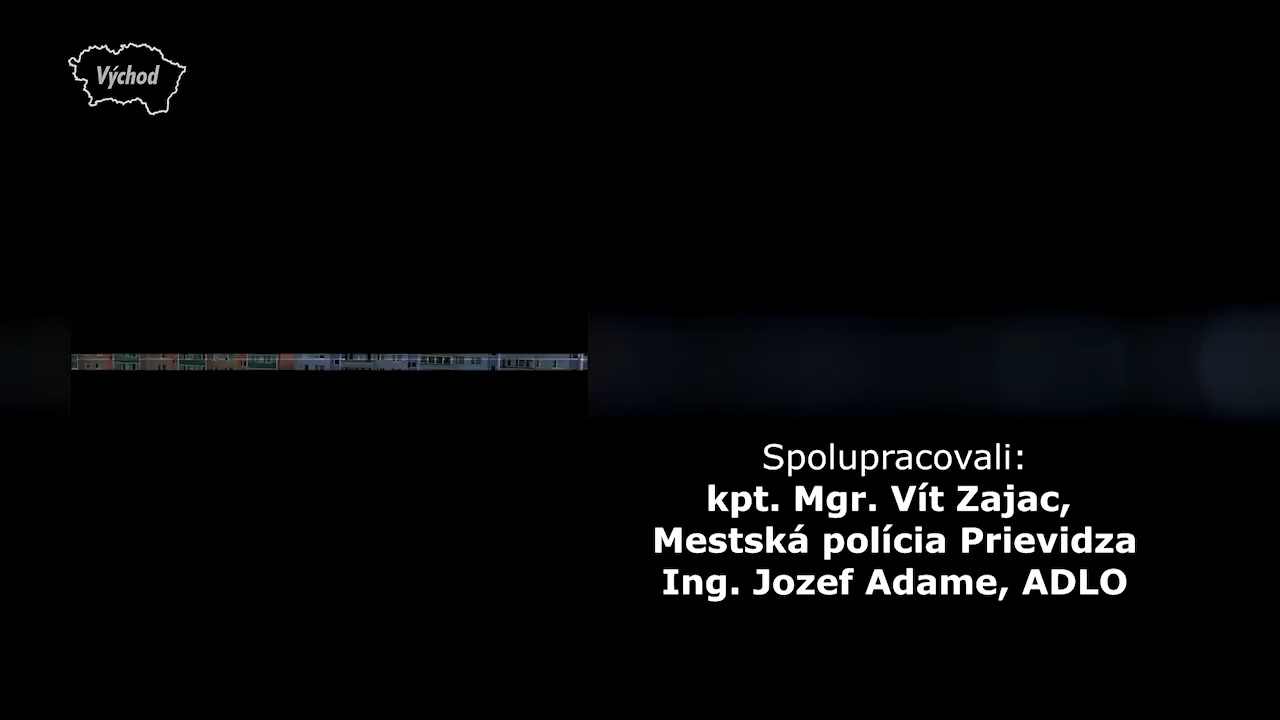 Východ
Spolupracovali:
kpt. Mgr. Vít Zajac,
Mestská polícia Prievidza
Ing. Jozef Adame, ADLO